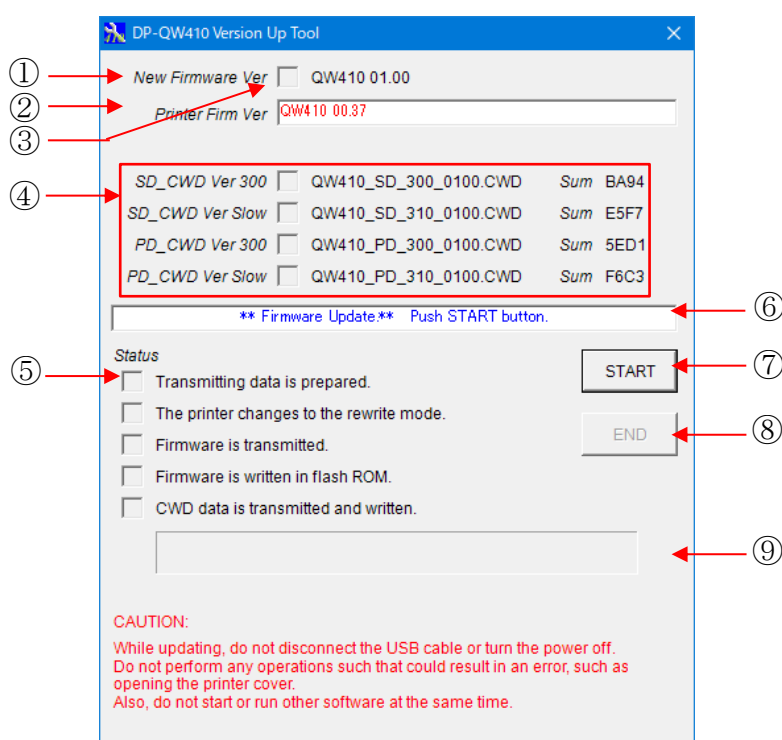 DP-QW410 Version Up Tool
① New Firmware Ver QW410 01.00
② Printer Firm Ver QW410 00.37
③
④
SD_CWD Ver 300 QW410_SD_300_0100.CWD Sum BA94
SD_CWD Ver Slow QW410_SD_310_0100.CWD Sum E5F7
PD_CWD Ver 300 QW410_PD_300_0100.CWD Sum 5ED1
PD_CWD Ver Slow QW410_PD_310_0100.CWD Sum F6C3
** Firmware Update.** Push START button. ⑥
Status
⑤ Transmitting data is prepared. START ⑦
The printer changes to the rewrite mode.
Firmware is transmitted. END ⑧
Firmware is written in flash ROM.
CWD data is transmitted and written.
⑨
CAUTION:
While updating, do not disconnect the USB cable or turn the power off.
Do not perform any operations such that could result in an error, such as
opening the printer cover.
Also, do not start or run other software at the same time.